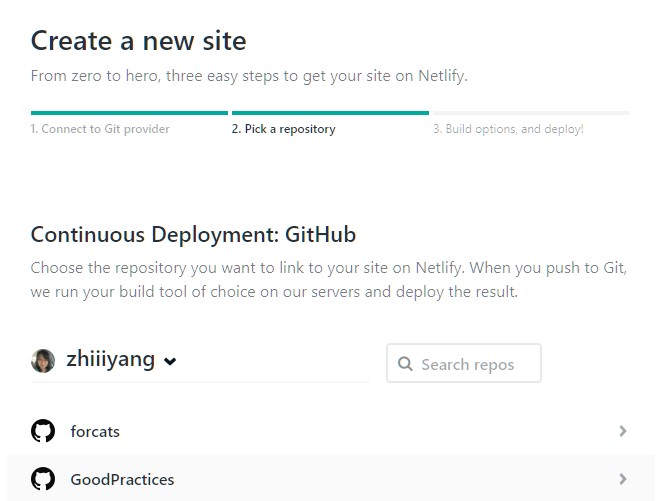 Create a new site
From zero to hero, three easy steps to get your site on Netlify.
1. Connect to Git provider
2. Pick a repository
3. Build options, and deploy!
Continuous Deployment: GitHub
Choose the repository you want to link to your site on Netlify. When you push to Git,
we run your build tool of choice on our servers and deploy the result.
zhiiiyang
Search repos
forcats
GoodPractices